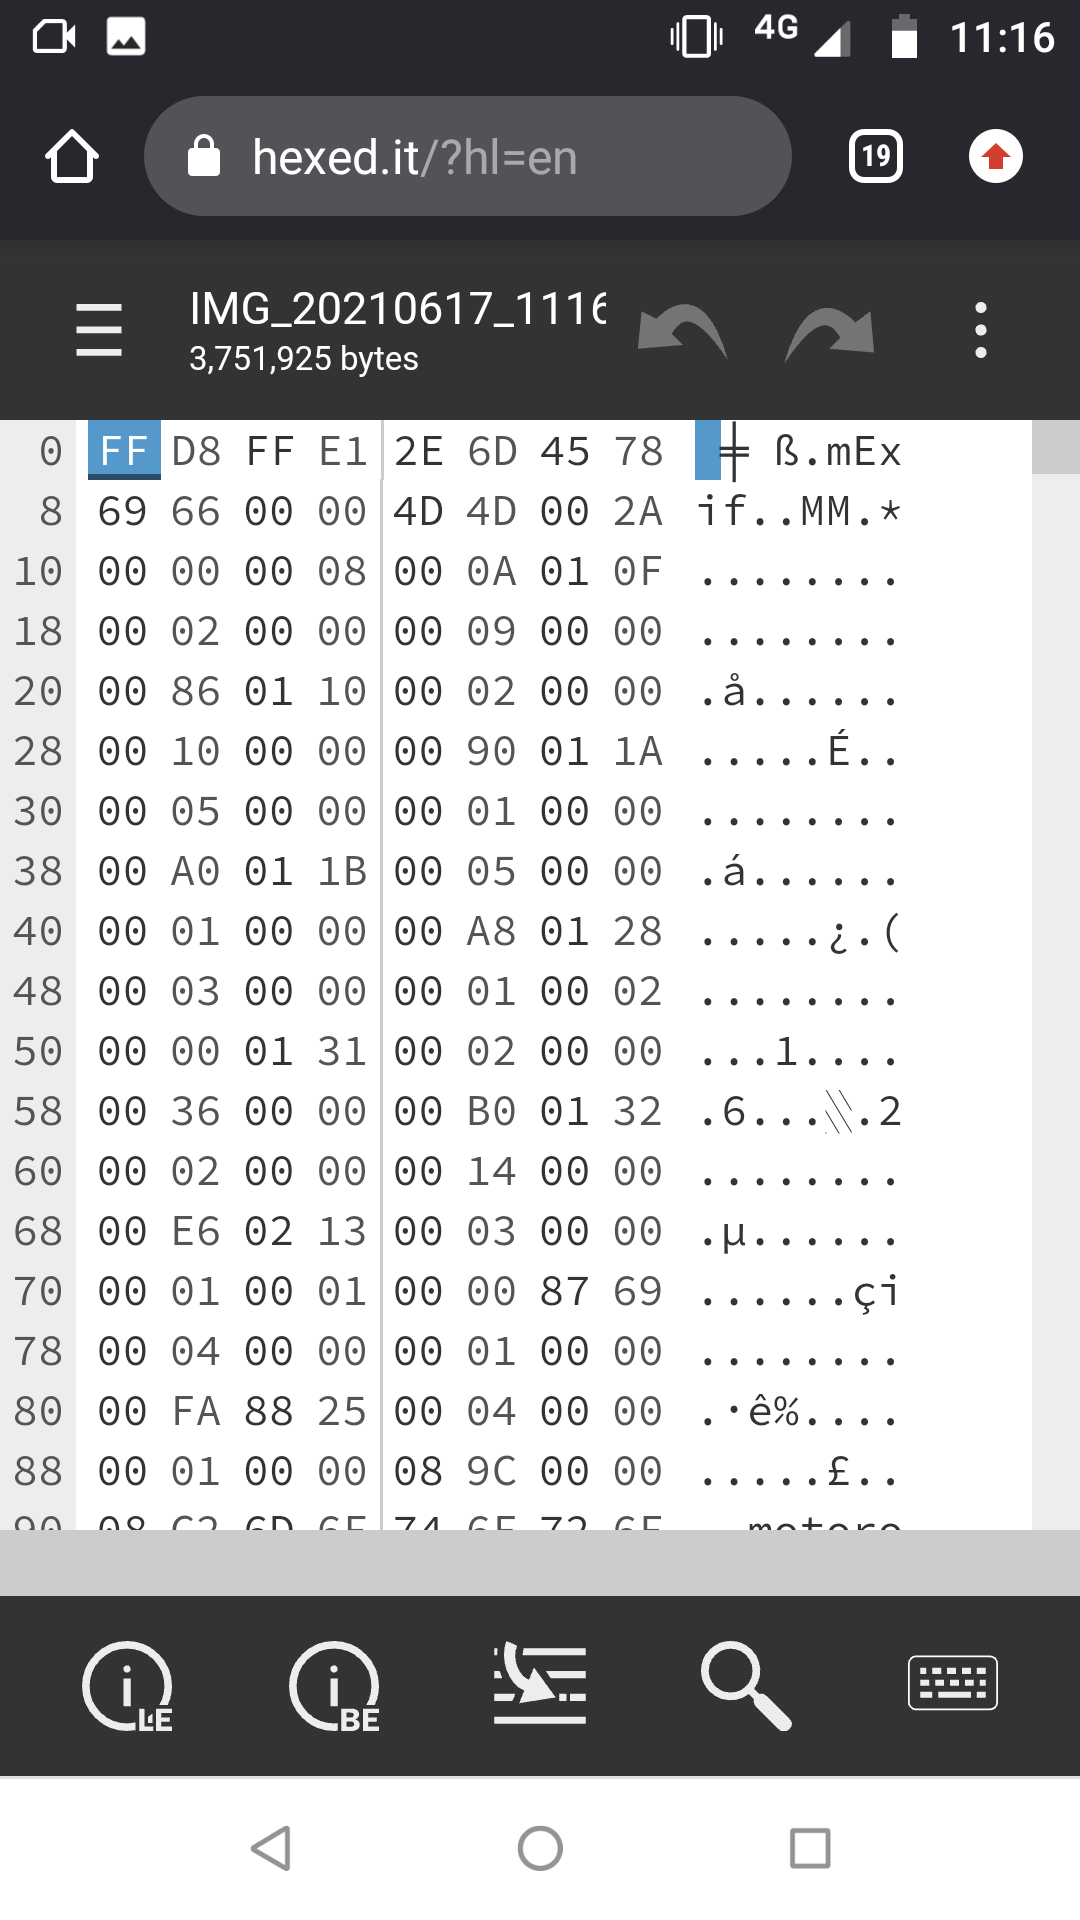 4G 11:16
hexed.it/?hl=en 19
IMG_20210617_1116
3,751,925 bytes
0 FF D8 FF E1 2E 6D 45 78 ╪ ß.mEx
8 69 66 00 00 4D 4D 00 2A if..MM.*
10 00 00 00 08 00 0A 01 0F ........
18 00 02 00 00 00 09 00 00 ........
20 00 86 01 10 00 02 00 00 .å......
28 00 10 00 00 00 90 01 1A .....É..
30 00 05 00 00 00 01 00 00 ........
38 00 A0 01 1B 00 05 00 00 .á......
40 00 01 00 00 00 A8 01 28 .....¿.(
48 00 03 00 00 00 01 00 02 ........
50 00 00 01 31 00 02 00 00 ...1....
58 00 36 00 00 00 B0 01 32 .6...░.2
60 00 02 00 00 00 14 00 00 ........
68 00 E6 02 13 00 03 00 00 .µ......
70 00 01 00 01 00 00 87 69 ......çi
78 00 04 00 00 00 01 00 00 ........
80 00 FA 88 25 00 04 00 00 .·ê%....
88 00 01 00 00 08 9C 00 00 .....£..
90 08 C2 6D 6F 74 6F 72 6F motoro
i LE i BE